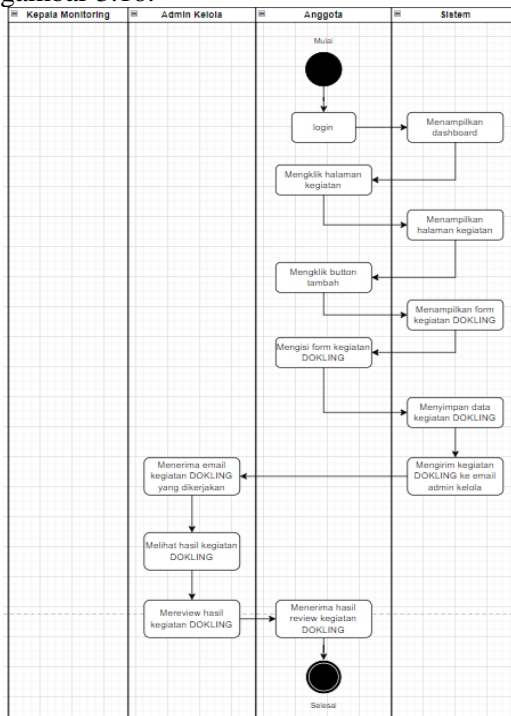 gambar 3.10.
Kepala Monitoring
Admin Kelola
Anggota
Sistem
Mulai
login
Menampilkan
dashboard
Mengklik halaman
kegiatan
Menampilkan
halaman kegiatan
Mengklik button
tambah
Menampilkan form
kegiatan DOKLING
Mengisi form kegiatan
DOKLING
Menyimpan data
kegiatan DOKLING
Mengirim kegiatan
DOKLING ke email
admin kelola
Menerima email
kegiatan DOKLING
yang dikerjakan
Melihat hasil kegiatan
DOKLING
Mereview hasil
kegiatan DOKLING
Menerima hasil
review kegiatan
DOKLING
Selesai